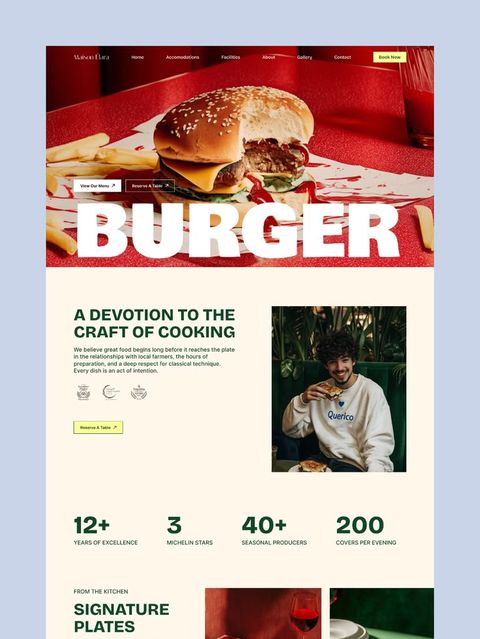 Maison Elara
Home
Accomodations
Facilities
About
Gallery
Contact
Book Now
View Our Menu
Reserve A Table
BURGER
A DEVOTION TO THE
CRAFT OF COOKING
We believe great food begins long before it reaches the plate
in the relationships with local farmers, the hours of
preparation, and a deep respect for classical technique.
Every dish is an act of intention.
Querico
Reserve A Table
12+
YEARS OF EXCELLENCE
3
MICHELIN STARS
40+
SEASONAL PRODUCERS
200
COVERS PER EVENING
FROM THE KITCHEN
SIGNATURE
PLATES